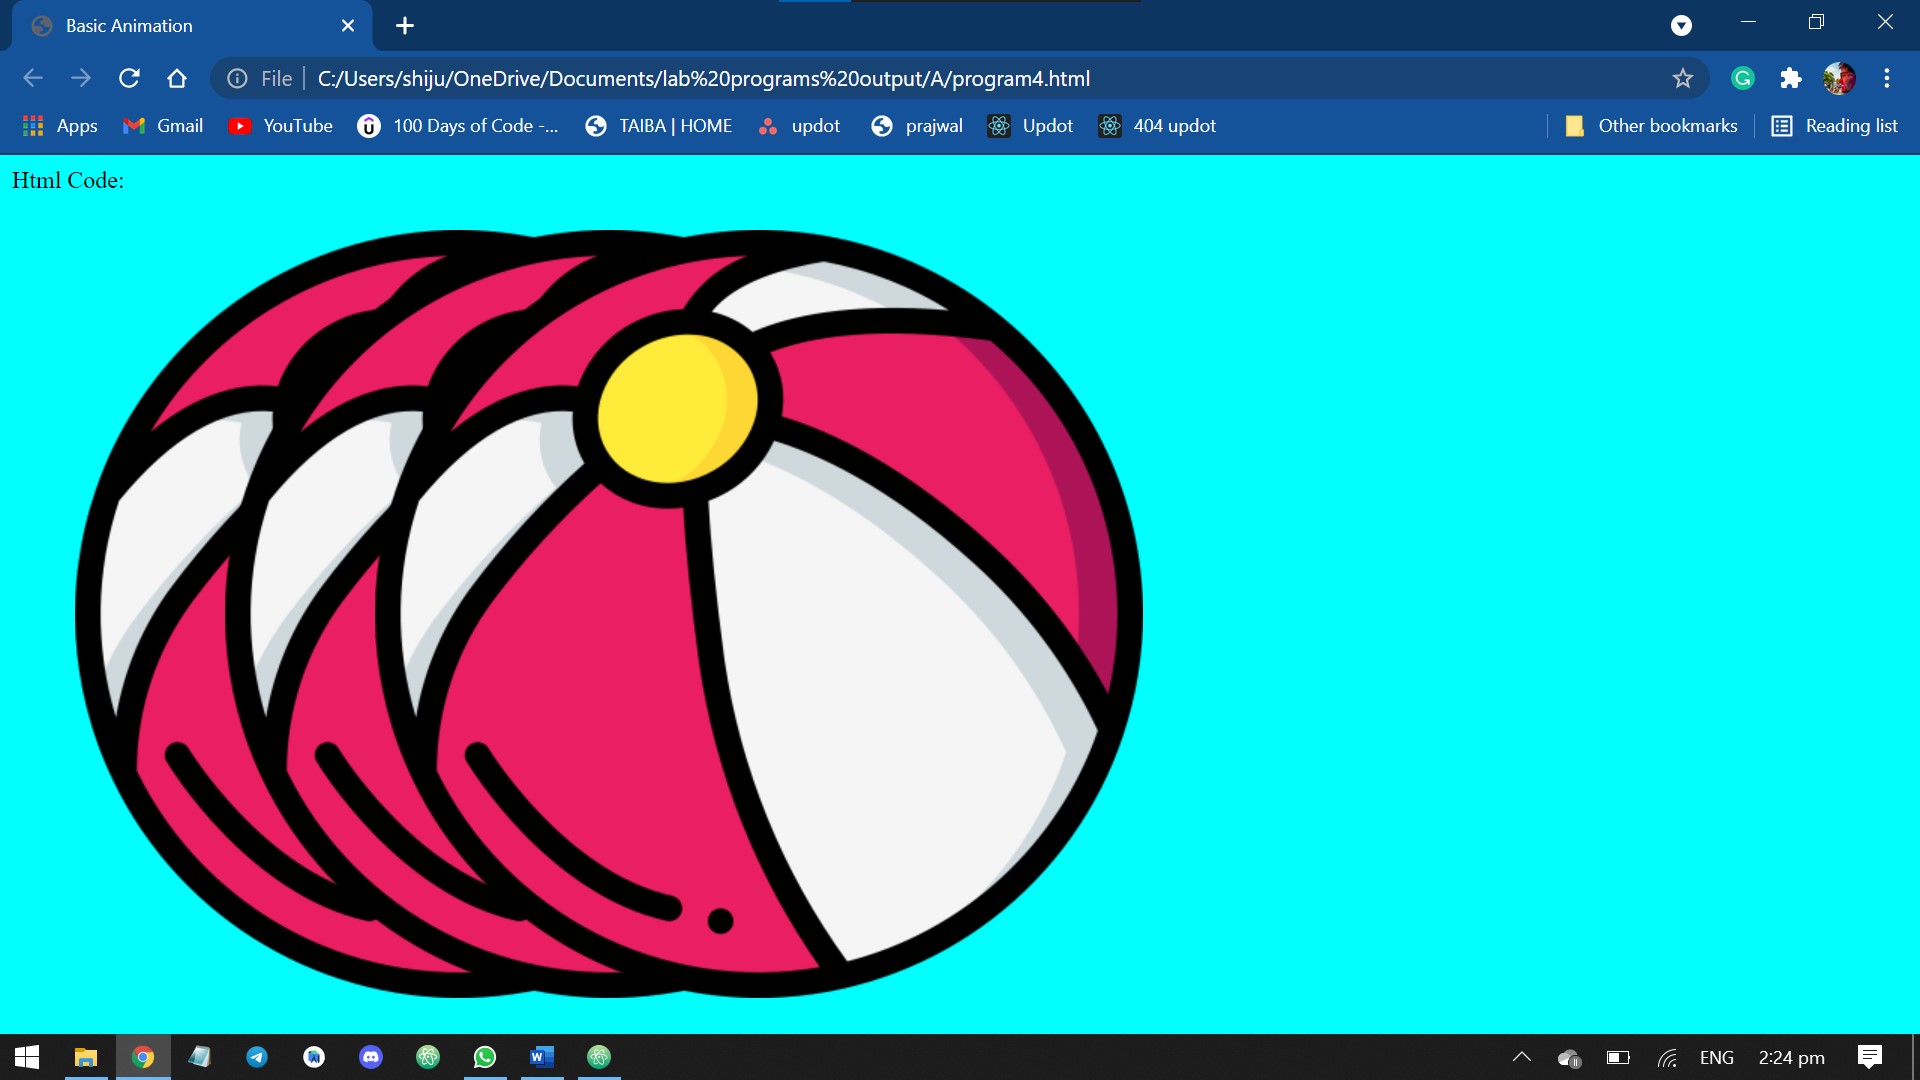 Basic Animation
File C:/Users/shiju/OneDrive/Documents/lab%20programs%20output/A/program4.html
Apps Gmail YouTube 100 Days of Code -... TAIBA | HOME updot prajwal Updot 404 updot Other bookmarks Reading list
Html Code:
ENG 2:24 pm